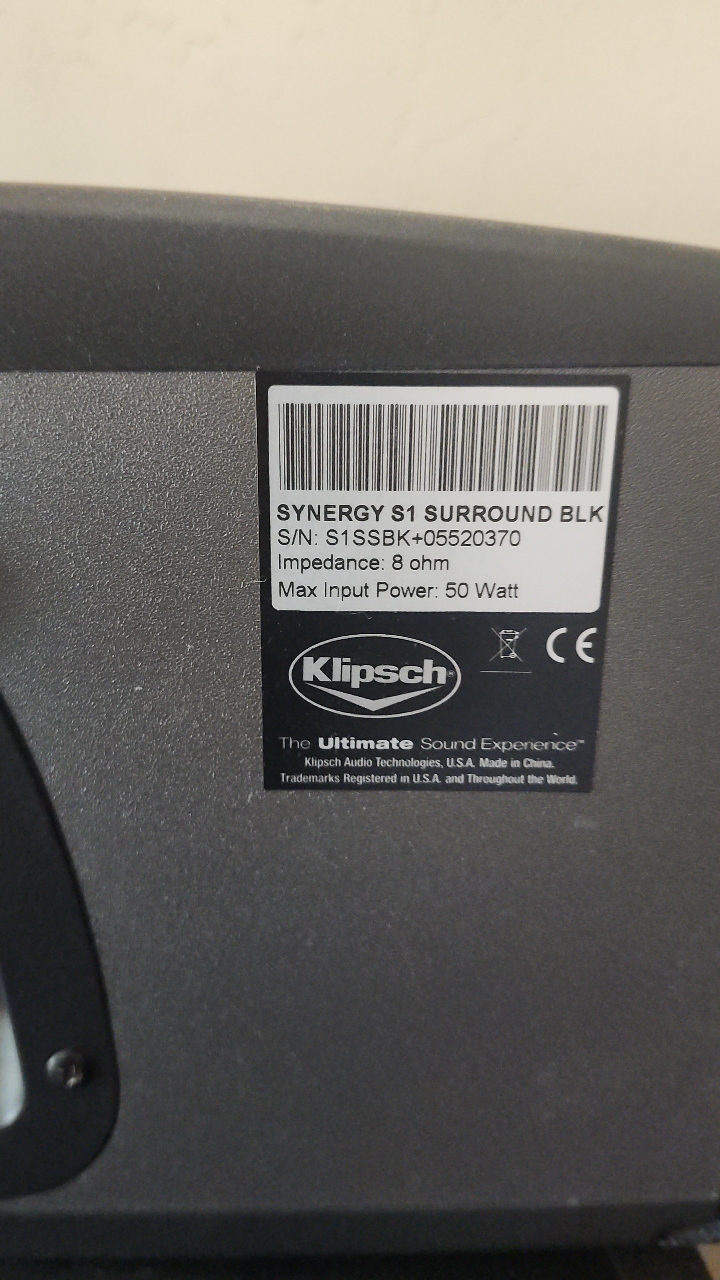 SYNERGY S1 SURROUND BLK
S/N: S1SSBK+05520370
Impedance: 8 ohm
Max Input Power: 50 Watt
CE
Klipsch®
The Ultimate Sound Experience™
Klipsch Audio Technologies, U.S.A. Made in China.
Trademarks Registered in U.S.A. and Throughout the World.